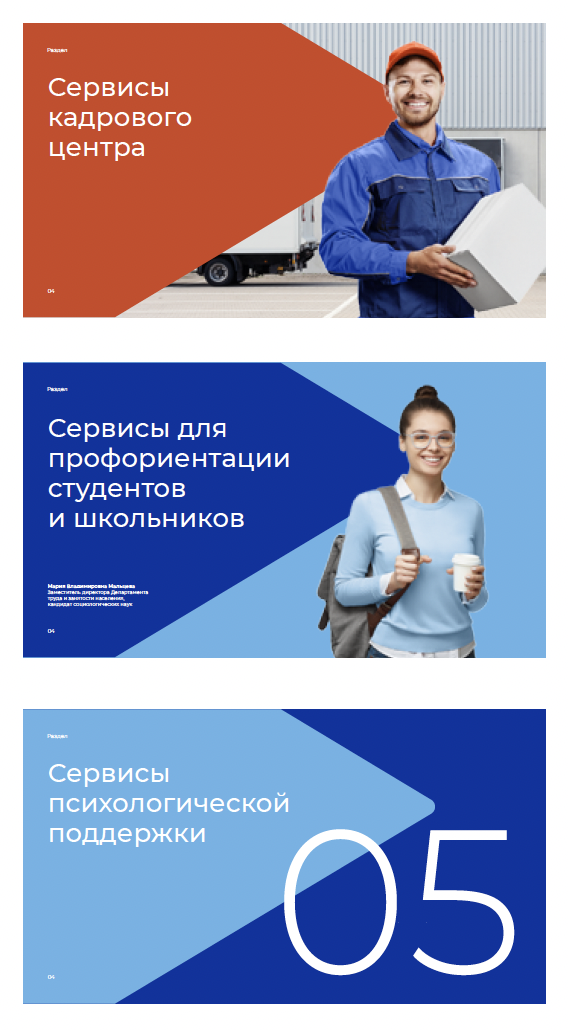 Раздел
Сервисы
кадрового
центра
04
Раздел
Сервисы для
профориентации
студентов
и школьников
Мария Владимировна Мальцева
Заместитель директора Департамента
труда и занятости населения,
кандидат социологических наук
04
Раздел
Сервисы
психологической
поддержки
05
04